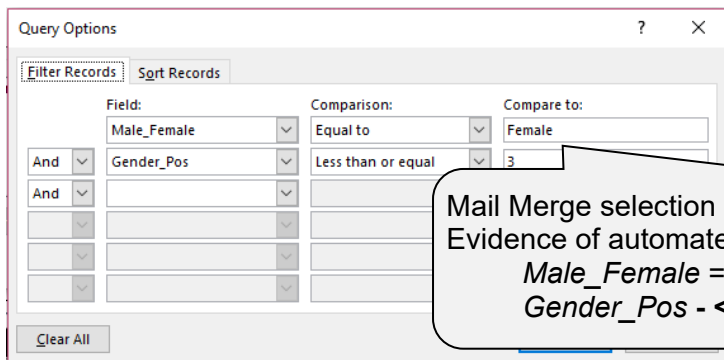 Query Options ? ×
Filter Records Sort Records
Field: Comparison: Compare to:
Male_Female Equal to Female
And Gender_Pos Less than or equal 3
And
Mail Merge selection
Evidence of automate
Male_Female =
Gender_Pos - <
Clear All